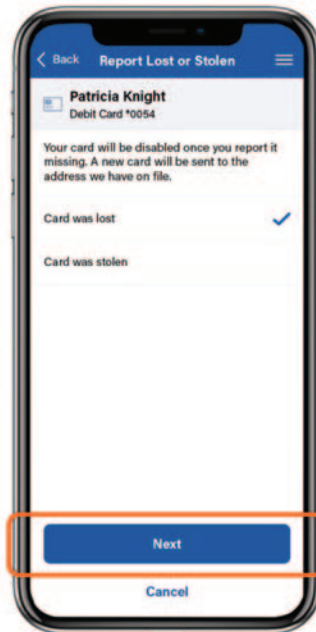 Back Report Lost or Stolen
Patricia Knight
Debit Card *0054
Your card will be disabled once you report it
missing. A new card will be sent to the
address we have on file.
Card was lost
Card was stolen
Next
Cancel